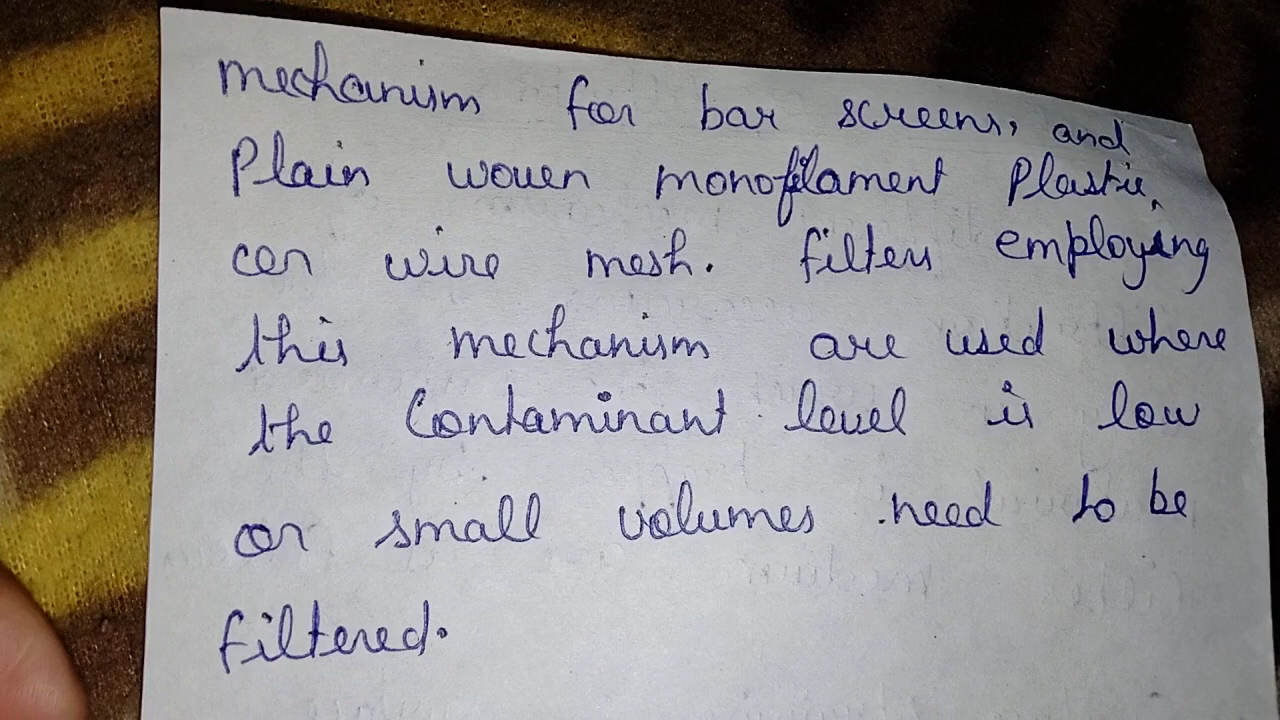 mechanism for bar screens, and
Plain woven monofilament Plastic,
or wire mesh. filters employing
this mechanism are used where
the Contaminant level is low
or small volumes need to be
filtered.